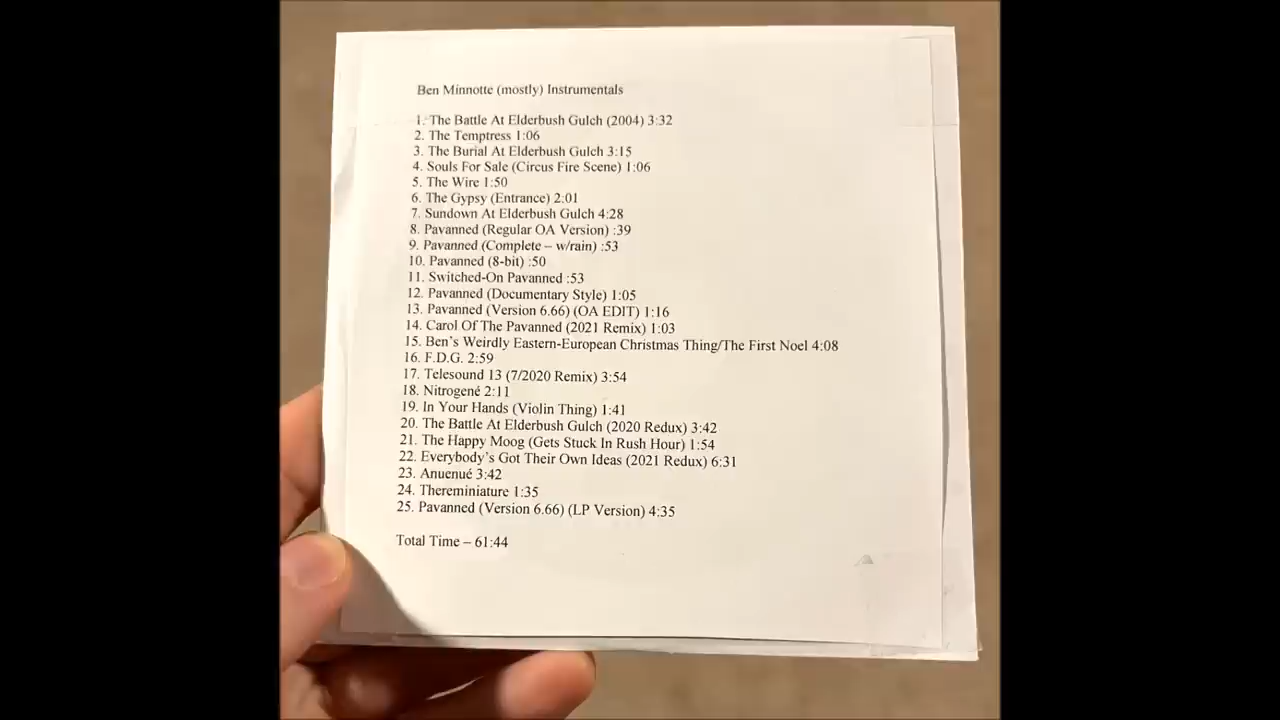 Ben Minnotte (mostly) Instrumentals
1. The Battle At Elderbush Gulch (2004) 3:32
2. The Temptress 1:06
3. The Burial At Elderbush Gulch 3:15
4. Souls For Sale (Circus Fire Scene) 1:06
5. The Wire 1:50
6. The Gypsy (Entrance) 2:01
7. Sundown At Elderbush Gulch 4:28
8. Pavanned (Regular OA Version) :39
9. Pavanned (Complete – w/rain) :53
10. Pavanned (8-bit) :50
11. Switched-On Pavanned :53
12. Pavanned (Documentary Style) 1:05
13. Pavanned (Version 6.66) (OA EDIT) 1:16
14. Carol Of The Pavanned (2021 Remix) 1:03
15. Ben's Weirdly Eastern-European Christmas Thing/The First Noel 4:08
16. F.D.G. 2:59
17. Telesound 13 (7/2020 Remix) 3:54
18. Nitrogené 2:11
19. In Your Hands (Violin Thing) 1:41
20. The Battle At Elderbush Gulch (2020 Redux) 3:42
21. The Happy Moog (Gets Stuck In Rush Hour) 1:54
22. Everybody's Got Their Own Ideas (2021 Redux) 6:31
23. Anuenué 3:42
24. Thereminiature 1:35
25. Pavanned (Version 6.66) (LP Version) 4:35
Total Time – 61:44